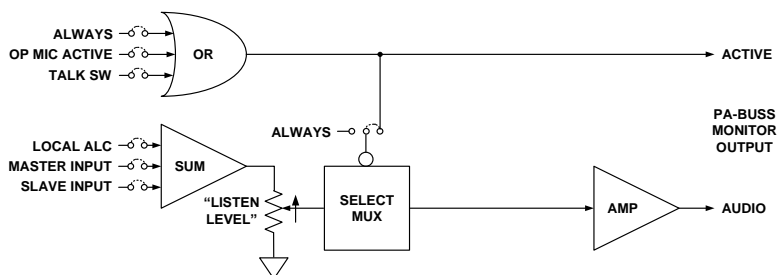 ALWAYS
OP MIC ACTIVE
TALK SW
OR
ACTIVE
ALWAYS
PA-BUSS
MONITOR
OUTPUT
LOCAL ALC
MASTER INPUT
SLAVE INPUT
SUM
“LISTEN
LEVEL”
SELECT
MUX
AMP
AUDIO